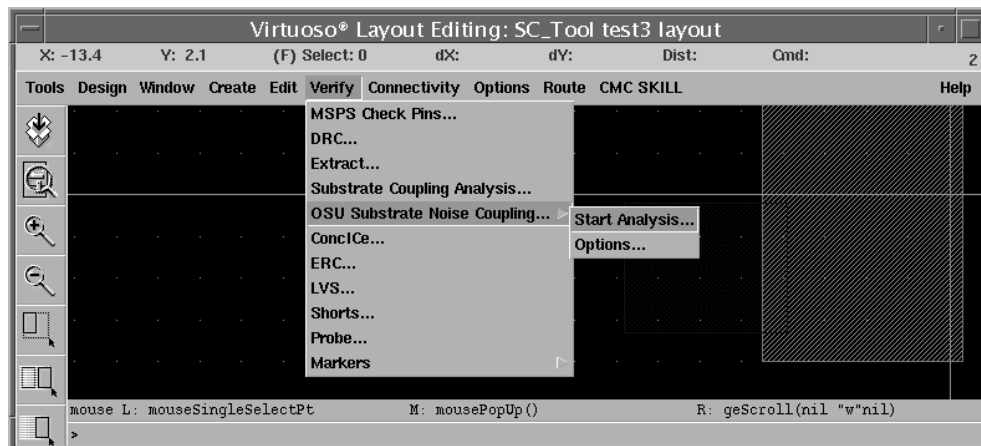 Virtuoso® Layout Editing: SC_Tool test3 layout
X: -13.4 Y: 2.1 (F) Select: 0 dX: dY: Dist: Cmd: 2
Tools Design Window Create Edit Verify Connectivity Options Route CMC SKILL Help
MSPS Check Pins...
DRC...
Extract...
Substrate Coupling Analysis...
OSU Substrate Noise Coupling...
Start Analysis...
Options...
ConcICe...
ERC...
LVS...
Shorts...
Probe...
Markers
mouse L: mouseSingleSelectPt M: mousePopUp() R: geScroll(nil "w"nil)
>